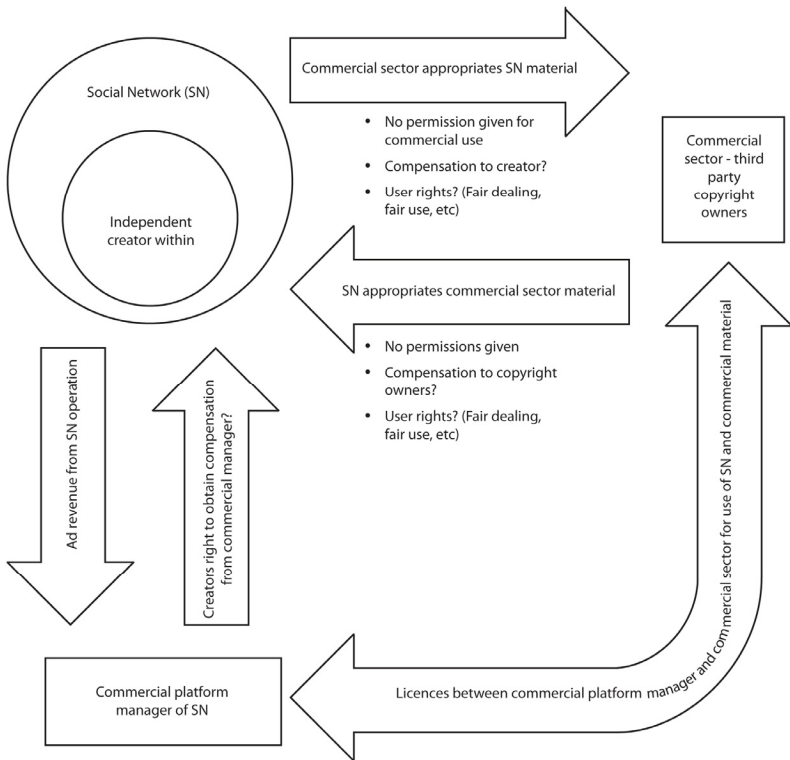 Social Network (SN)
Independent
creator within
Commercial sector appropriates SN material
• No permission given for
commercial use
• Compensation to creator?
• User rights? (Fair dealing,
fair use, etc)
Commercial
sector - third
party
copyright
owners
SN appropriates commercial sector material
• No permissions given
• Compensation to copyright
owners?
• User rights? (Fair dealing,
fair use, etc)
Ad revenue from SN operation
Creators right to obtain compensation
from commercial manager?
Commercial platform
manager of SN
Licences between commercial platform manager and commercial sector for use of SN and commercial material